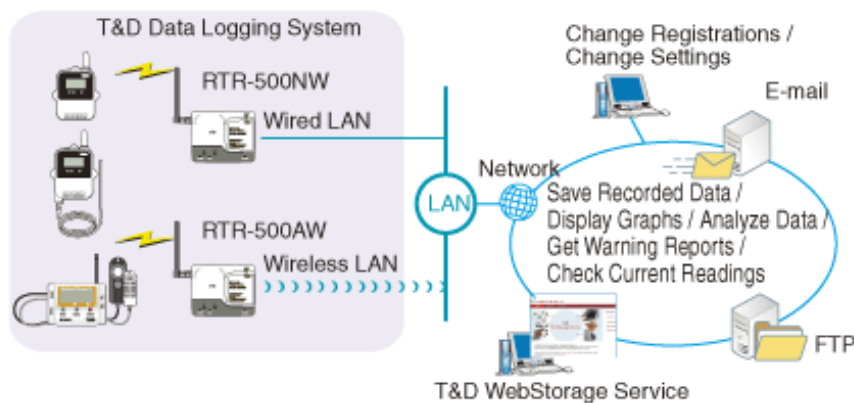 T&D Data Logging System
RTR-500NW
Wired LAN
RTR-500AW
Wireless LAN
LAN
Network
Change Registrations /
Change Settings
E-mail
Save Recorded Data /
Display Graphs / Analyze Data /
Get Warning Reports /
Check Current Readings
FTP
T&D WebStorage Service